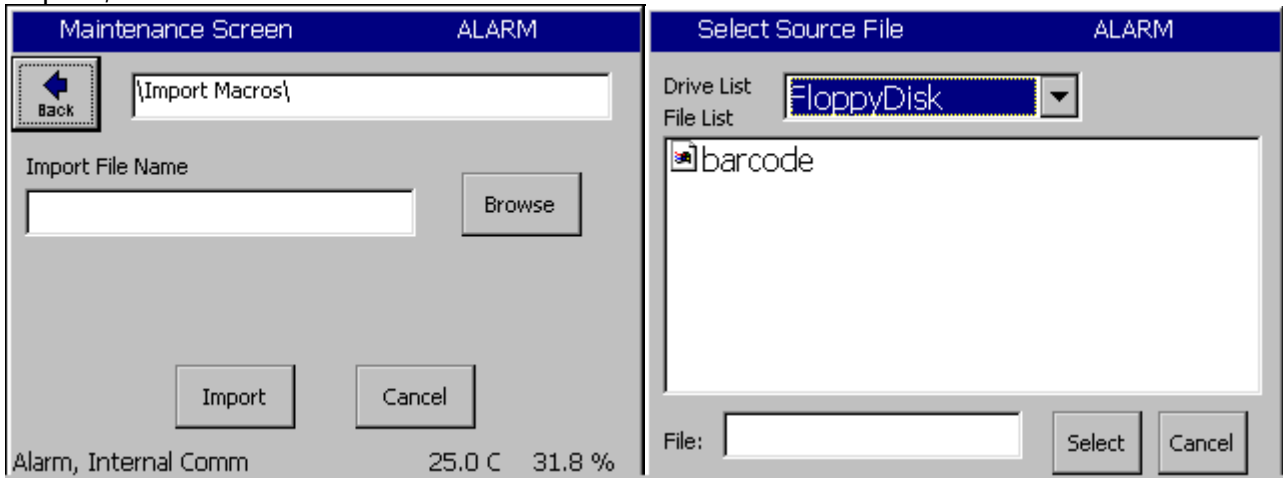 Maintenance Screen ALARM
Back
\Import Macros\
Import File Name
Browse
Import Cancel
Alarm, Internal Comm 25.0 C 31.8 %
Select Source File ALARM
Drive List FloppyDisk
File List
barcode
File: Select Cancel